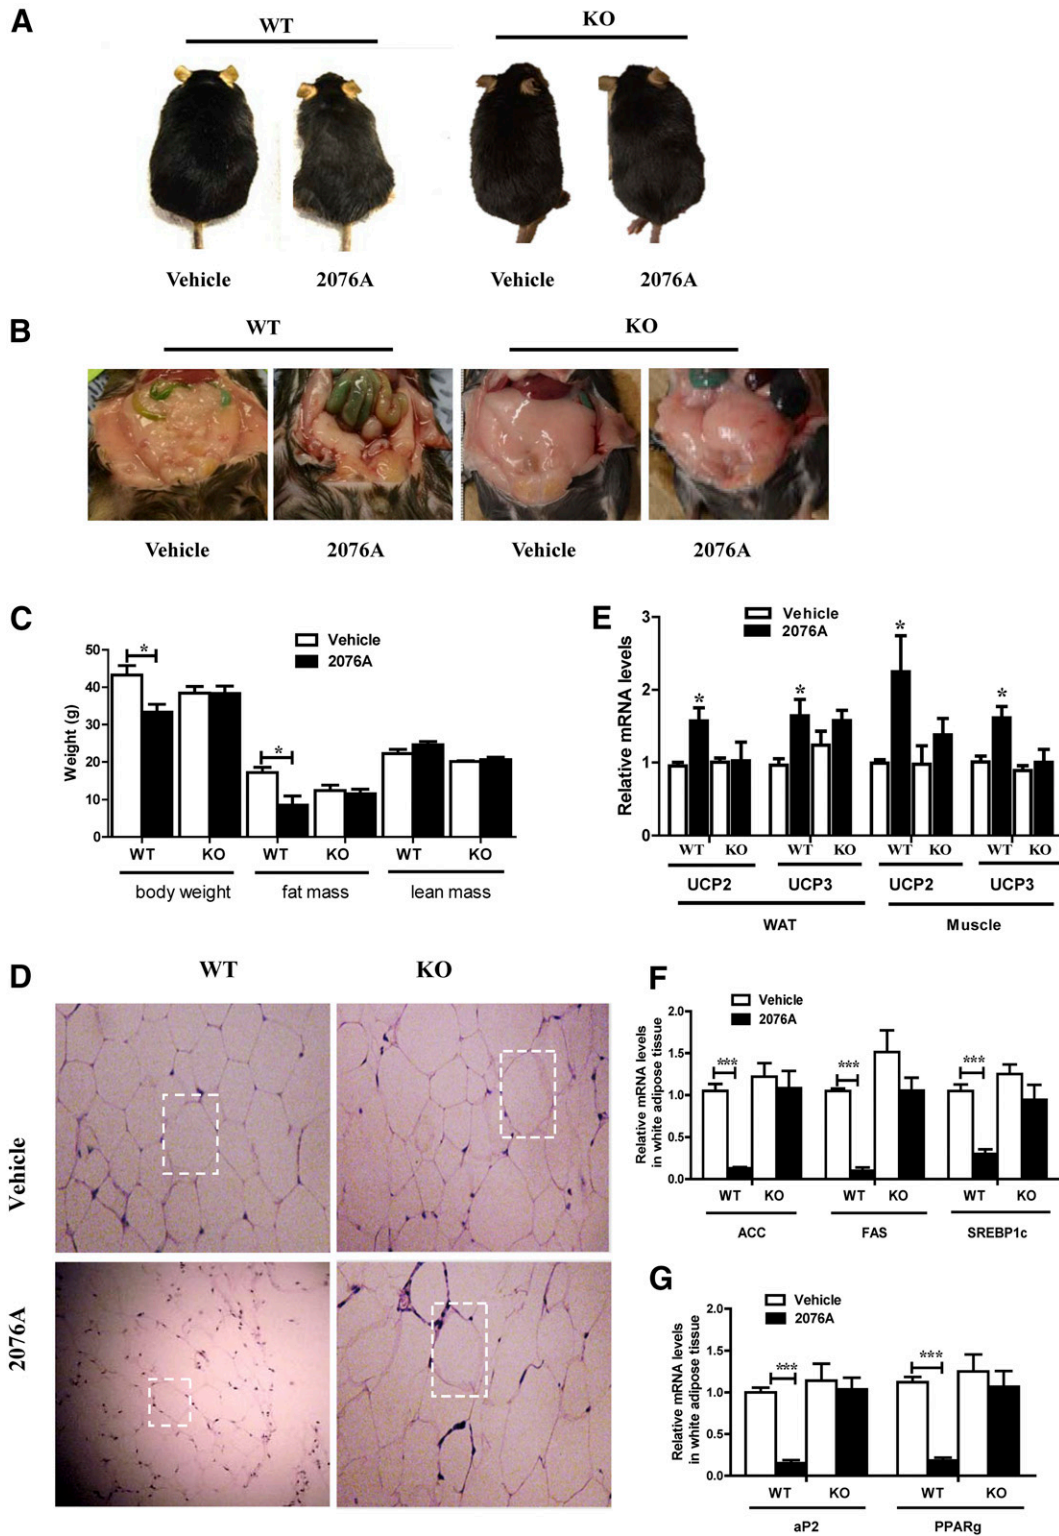 A
WT
KO
Vehicle
2076A
Vehicle
2076A
B
WT
KO
Vehicle
2076A
Vehicle
2076A
C
Vehicle
2076A
Weight (g)
50
40
30
20
10
0
WT
KO
WT
KO
WT
KO
body weight
fat mass
lean mass
*
*
E
Vehicle
2076A
Relative mRNA levels
3
2
1
0
*
*
*
*
WT
KO
WT
KO
WT
KO
WT
KO
UCP2
UCP3
UCP2
UCP3
WAT
Muscle
D
WT
KO
Vehicle
2076A
F
Vehicle
2076A
Relative mRNA levels
in white adipose tissue
2.0
1.5
1.0
0.5
0.0
***
***
***
WT
KO
WT
KO
WT
KO
ACC
FAS
SREBP1c
G
Vehicle
2076A
Relative mRNA levels
in white adipose tissue
2.0
1.5
1.0
0.5
0.0
***
***
WT
KO
WT
KO
aP2
PPARg